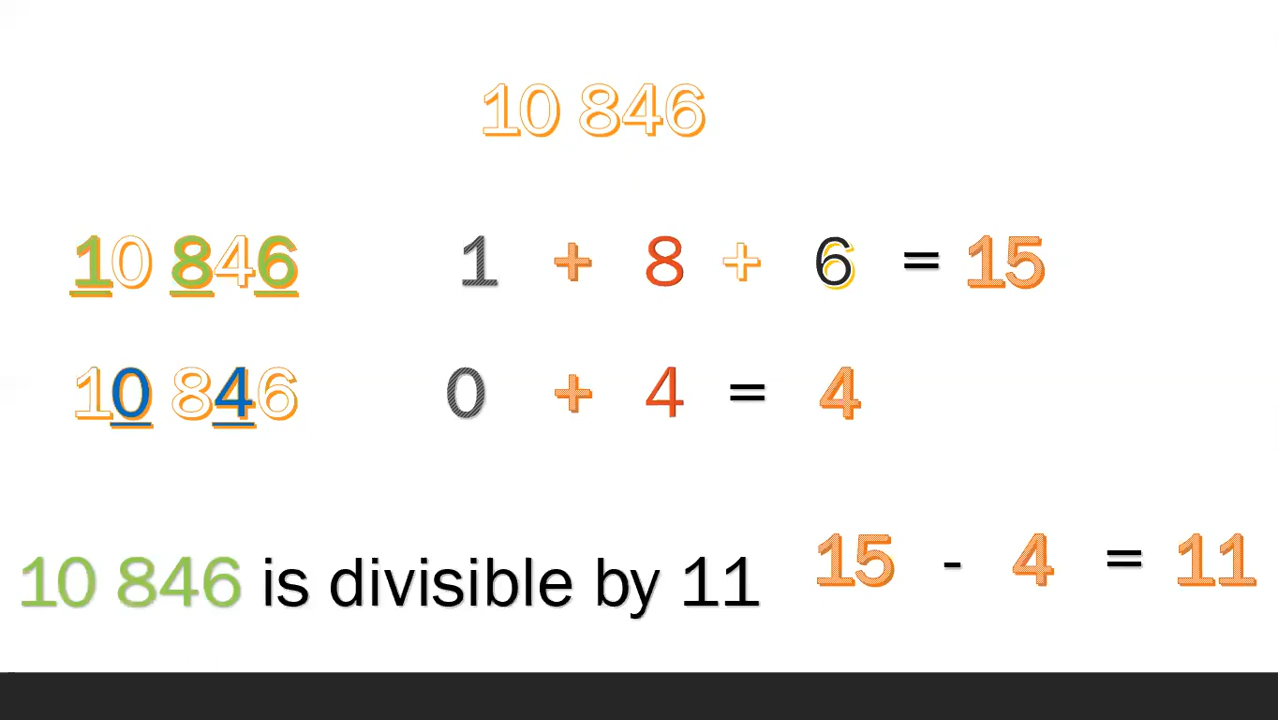 10 846
10 846 1 + 8 + 6 = 15
10 846 0 + 4 = 4
10 846 is divisible by 11 15 - 4 = 11